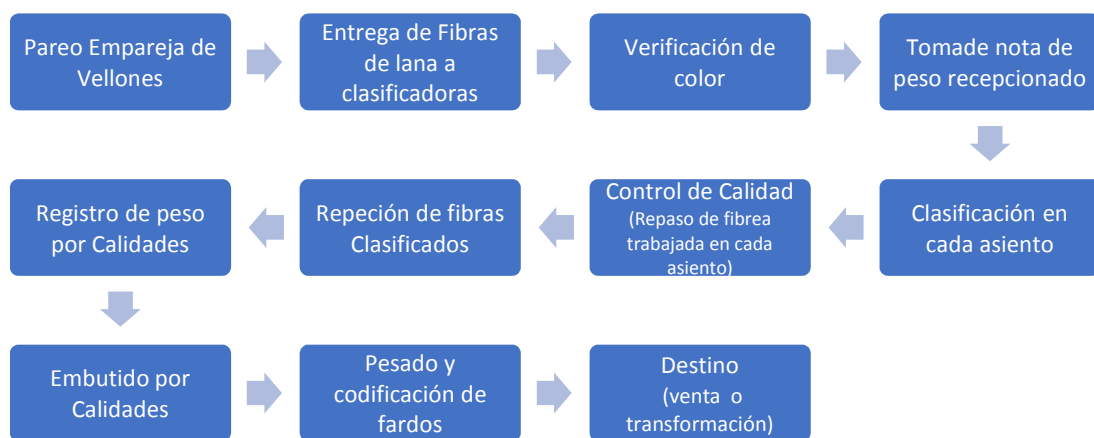 Pareo Empareja de
Vellones
Entrega de Fibras
de lana a
clasificadoras
Verificación de
color
Tomade nota de
peso recepcionado
Clasificación en
cada asiento
Control de Calidad
(Repaso de fibrea
trabajada en cada
asiento)
Repeción de fibras
Clasificados
Registro de peso
por Calidades
Embutido por
Calidades
Pesado y
codificación de
fardos
Destino
(venta o
transformación)